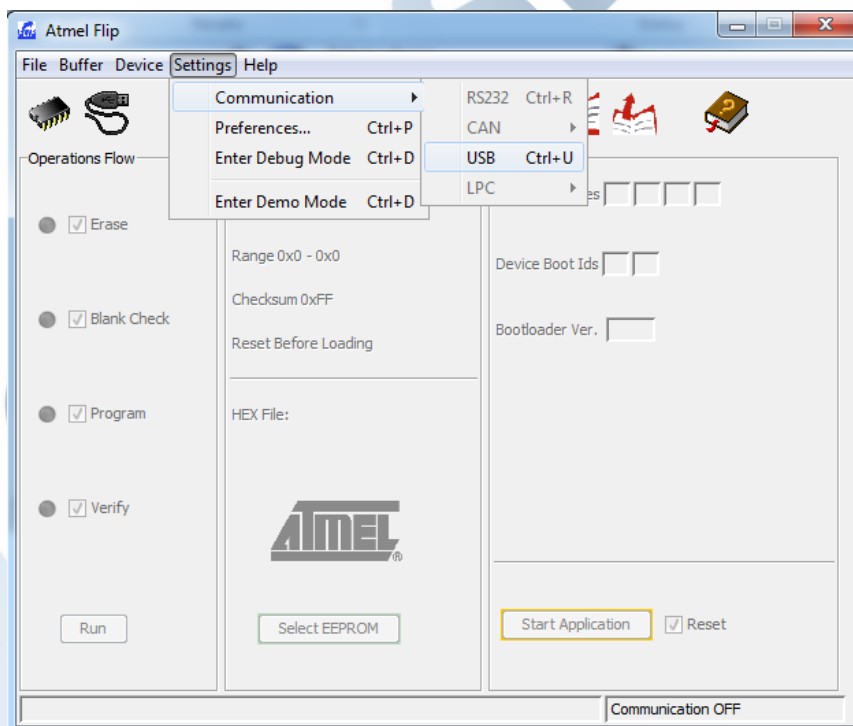 Atmel Flip
File Buffer Device Settings Help
Communication
Preferences... Ctrl+P
Enter Debug Mode Ctrl+D
Enter Demo Mode Ctrl+D
RS232 Ctrl+R
CAN
USB Ctrl+U
LPC
Operations Flow
Erase
Blank Check
Program
Verify
Run
Range 0x0 - 0x0
Checksum 0xFF
Reset Before Loading
HEX File:
ATMEL
®
Select EEPROM
Device Boot Ids
Bootloader Ver.
Start Application
Reset
Communication OFF